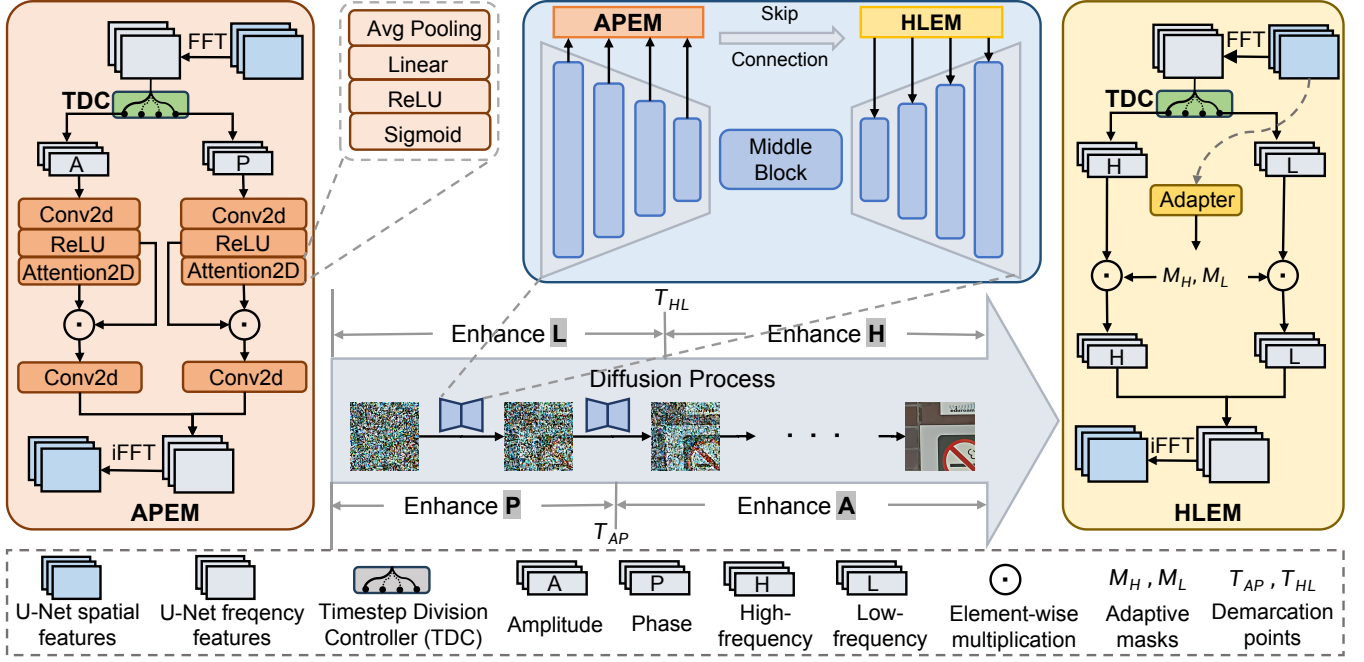 FFT
TDC
A
P
Conv2d
Conv2d
ReLU
ReLU
Attention2D
Attention2D
Conv2d
Conv2d
iFFT
APEM
Avg Pooling
Linear
ReLU
Sigmoid
APEM
Skip
Connection
HLEM
Middle
Block
T_HL
Enhance L
Enhance H
Diffusion Process
. . .
Enhance P
Enhance A
T_AP
FFT
TDC
H
L
Adapter
M_H, M_L
H
L
iFFT
HLEM
A
P
H
L
M_H, M_L
T_AP, T_HL
U-Net spatial
features
U-Net freqency
features
Timestep Division
Controller (TDC)
Amplitude
Phase
High-
frequency
Low-
frequency
Element-wise
multiplication
Adaptive
masks
Demarcation
points